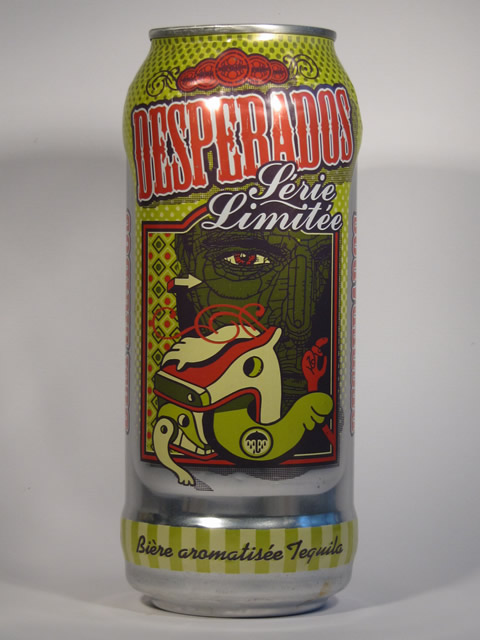 DESPERADOS
Série
Limitée
Bière aromatisée Tequila